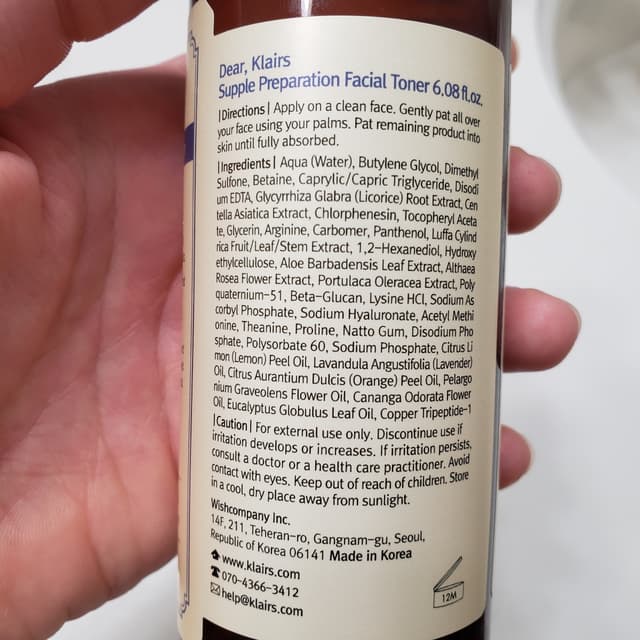 Dear, Klairs
Supple Preparation Facial Toner 6.08 fl.oz.
|Directions| Apply on a clean face. Gently pat all over
your face using your palms. Pat remaining product into
skin until fully absorbed.
|Ingredients| Aqua (Water), Butylene Glycol, Dimethyl
Sulfone, Betaine, Caprylic/Capric Triglyceride, Disodi
um EDTA, Glycyrrhiza Glabra (Licorice) Root Extract, Cen
tella Asiatica Extract, Chlorphenesin, Tocopheryl Aceta
te, Glycerin, Arginine, Carbomer, Panthenol, Luffa Cylind
rica Fruit/Leaf/Stem Extract, 1,2-Hexanediol, Hydroxy
ethylcellulose, Aloe Barbadensis Leaf Extract, Althaea
Rosea Flower Extract, Portulaca Oleracea Extract, Poly
quaternium-51, Beta-Glucan, Lysine HCl, Sodium As
corbyl Phosphate, Sodium Hyaluronate, Acetyl Methi
onine, Theanine, Proline, Natto Gum, Disodium Pho
sphate, Polysorbate 60, Sodium Phosphate, Citrus Li
mon (Lemon) Peel Oil, Lavandula Angustifolia (Lavender)
Oil, Citrus Aurantium Dulcis (Orange) Peel Oil, Pelargo
nium Graveolens Flower Oil, Cananga Odorata Flower
Oil, Eucalyptus Globulus Leaf Oil, Copper Tripeptide-1
|Caution| For external use only. Discontinue use if
irritation develops or increases. If irritation persists,
consult a doctor or a health care practitioner. Avoid
contact with eyes. Keep out of reach of children. Store
in a cool, dry place away from sunlight.
Wishcompany Inc.
14F, 211, Teheran-ro, Gangnam-gu, Seoul,
Republic of Korea 06141 Made in Korea
www.klairs.com
070-4366-3412
help@klairs.com
12M